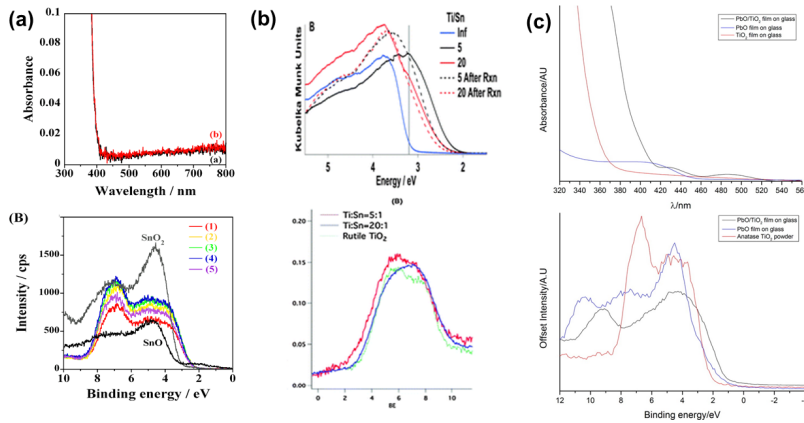 (a)
0.1
0.08
0.06
0.04
0.02
0
Absorbance
(b)
(a)
300 400 500 600 700 800
Wavelength / nm
(B)
SnO2
(1)
(2)
(3)
(4)
(5)
1500
1000
500
0
Intensity / cps
SnO
10 8 6 4 2 0
Binding energy / eV
(b)
B
Ti/Sn
Inf
5
20
5 After Rxn
20 After Rxn
Kubelka Munk Units
5 4 3 2
Energy / eV
(B)
Ti:Sn=5:1
Ti:Sn=20:1
Rutile TiO2
0.20
0.15
0.10
0.05
0.00
0 2 4 6 8 10
(c)
PbO/TiO2 film on glass
PbO film on glass
TiO2 film on glass
Absorbance/AU
320 340 360 380 400 420 440 460 480 500 520 540 560
λ/nm
PbO/TiO2 film on glass
PbO film on glass
Anatase TiO2 powder
Offset Intensity/A.U
12 10 8 6 4 2 0 -2 -4
Binding energy/eV